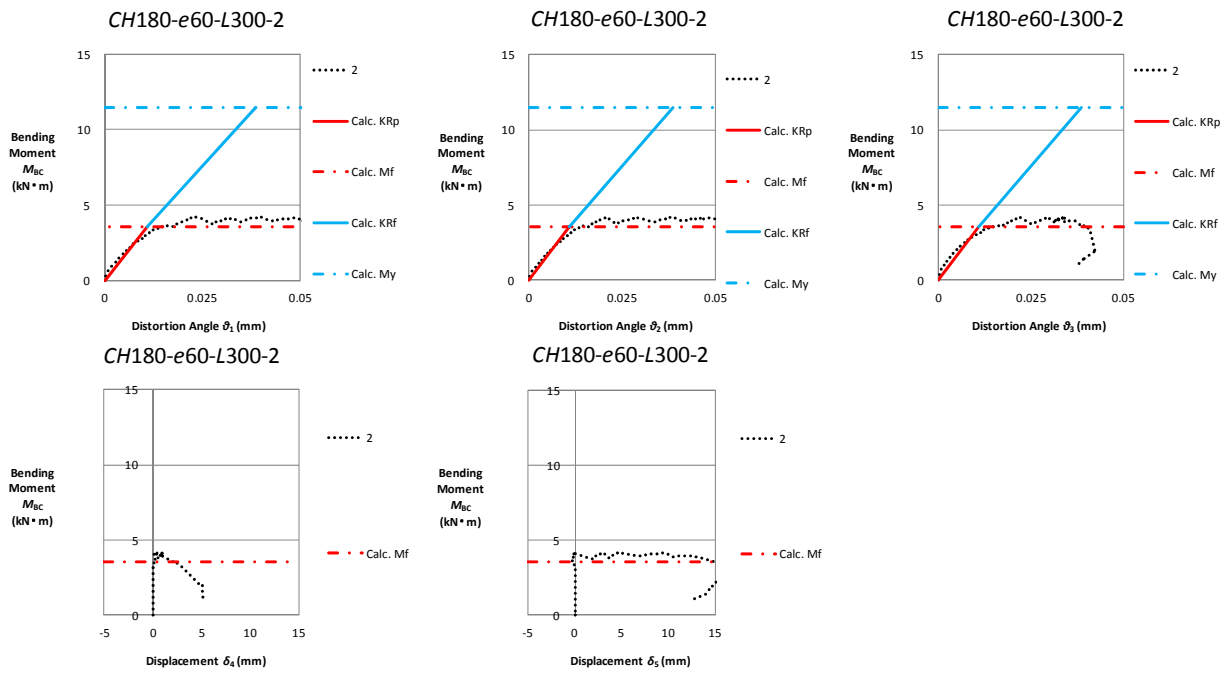 CH180-e60-L300-2
15
10
5
0
0
0.025
0.05
Bending
Moment
M_BC
(kN•m)
Distortion Angle ϑ1 (mm)
2
Calc. KRp
Calc. Mf
Calc. KRf
Calc. My
CH180-e60-L300-2
15
10
5
0
0
0.025
0.05
Bending
Moment
M_BC
(kN•m)
Distortion Angle ϑ2 (mm)
2
Calc. KRp
Calc. Mf
Calc. KRf
Calc. My
CH180-e60-L300-2
15
10
5
0
0
0.025
0.05
Bending
Moment
M_BC
(kN•m)
Distortion Angle ϑ3 (mm)
2
Calc. KRp
Calc. Mf
Calc. KRf
Calc. My
CH180-e60-L300-2
15
10
5
0
-5
0
5
10
15
Bending
Moment
M_BC
(kN•m)
Displacement δ4 (mm)
2
Calc. Mf
CH180-e60-L300-2
15
10
5
0
-5
0
5
10
15
Bending
Moment
M_BC
(kN•m)
Displacement δ5 (mm)
2
Calc. Mf